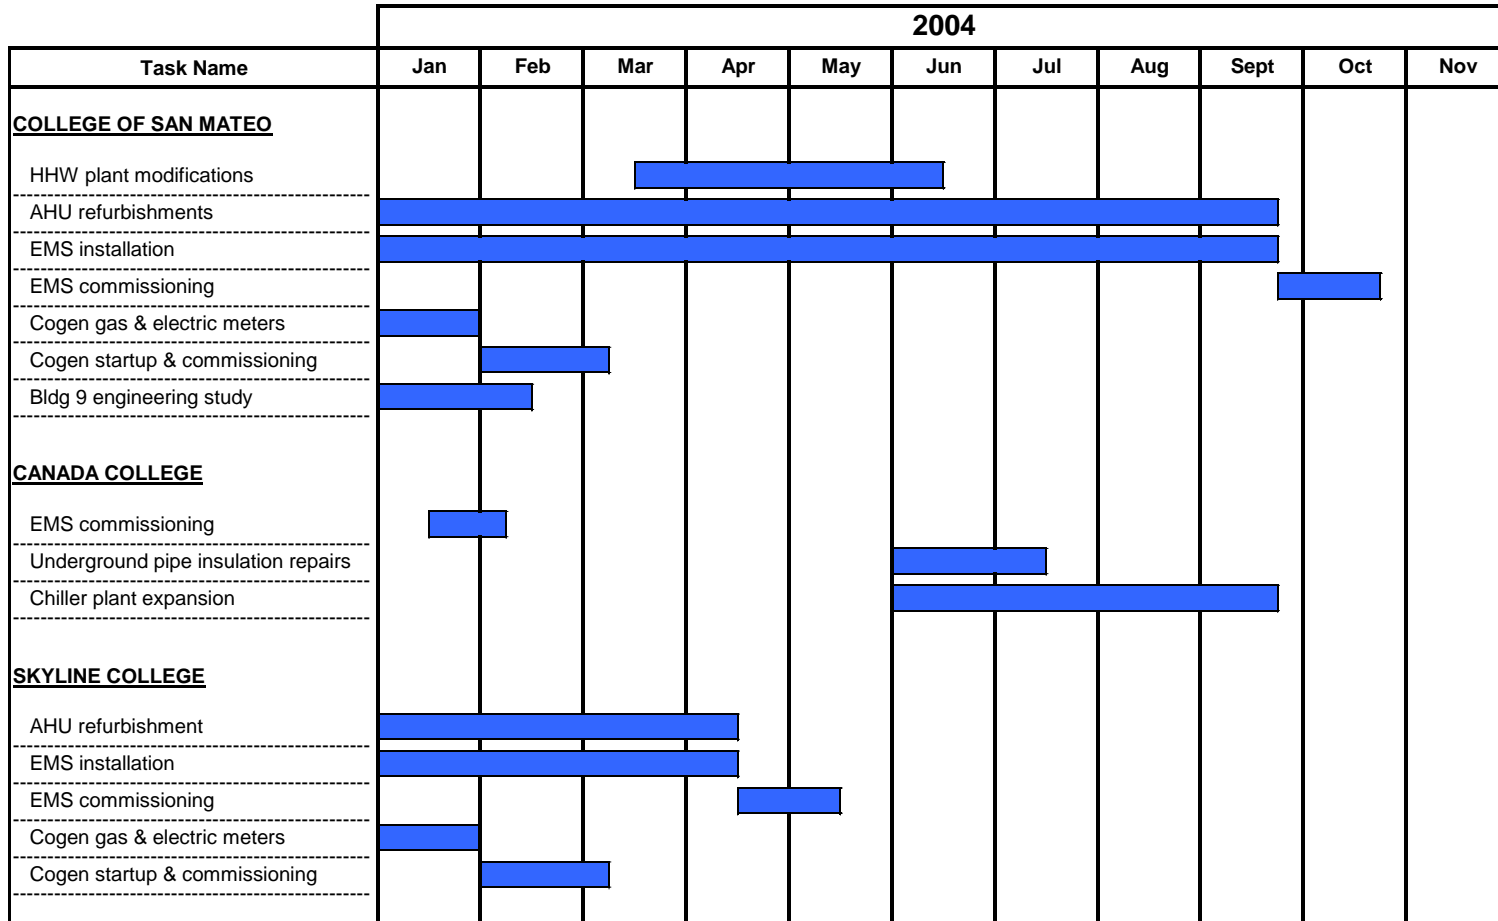 2004
Task Name Jan Feb Mar Apr May Jun Jul Aug Sept Oct Nov
COLLEGE OF SAN MATEO
HHW plant modifications
AHU refurbishments
EMS installation
EMS commissioning
Cogen gas & electric meters
Cogen startup & commissioning
Bldg 9 engineering study
CANADA COLLEGE
EMS commissioning
Underground pipe insulation repairs
Chiller plant expansion
SKYLINE COLLEGE
AHU refurbishment
EMS installation
EMS commissioning
Cogen gas & electric meters
Cogen startup & commissioning